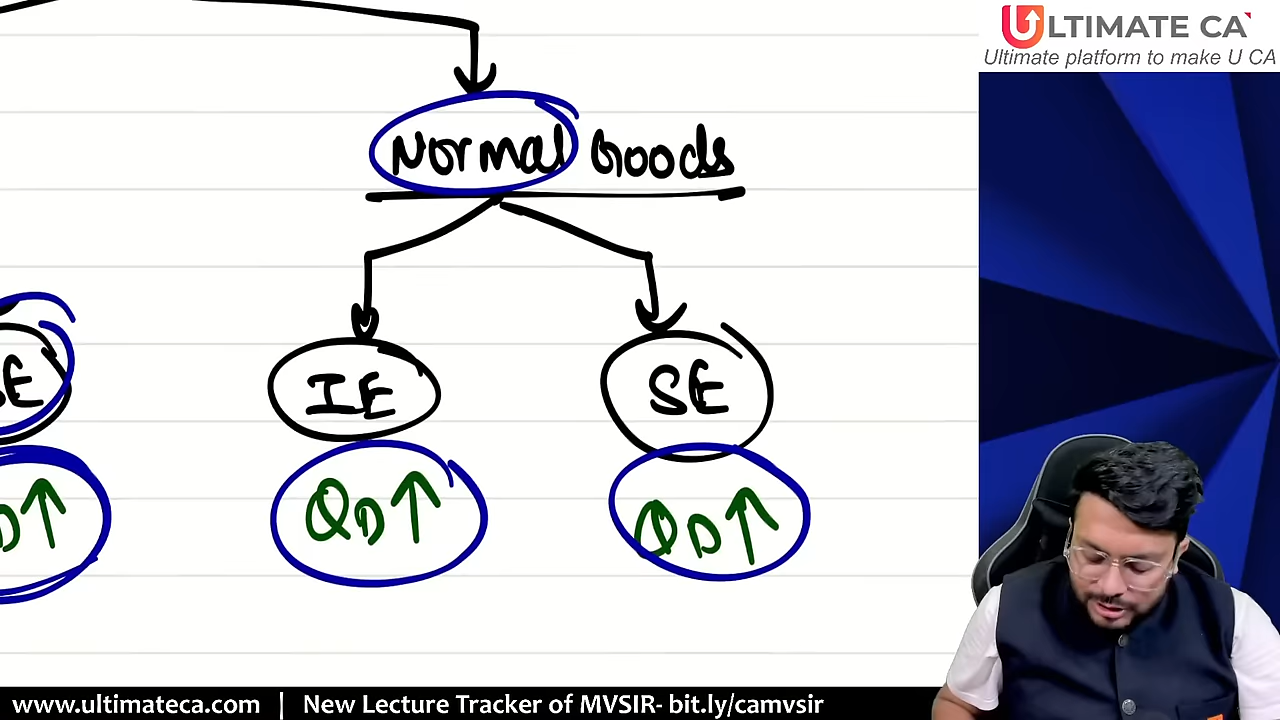 ULTIMATE CA
Ultimate platform to make U CA
Normal Goods
SE
IE
SE
D↑
QD↑
QD↑
www.ultimateca.com | New Lecture Tracker of MVSIR- bit.ly/camvsir